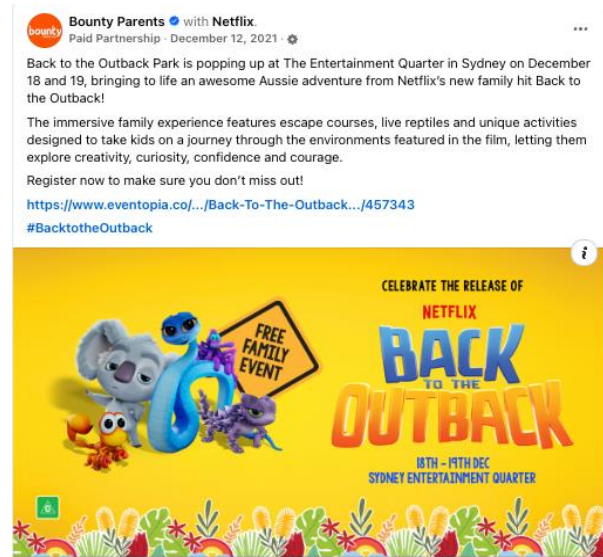 bounty
Bounty Parents with Netflix.
Paid Partnership · December 12, 2021 ·
Back to the Outback Park is popping up at The Entertainment Quarter in Sydney on December
18 and 19, bringing to life an awesome Aussie adventure from Netflix's new family hit Back to
the Outback!
The immersive family experience features escape courses, live reptiles and unique activities
designed to take kids on a journey through the environments featured in the film, letting them
explore creativity, curiosity, confidence and courage.
Register now to make sure you don't miss out!
https://www.eventopia.co/.../Back-To-The-Outback.../457343
#BacktotheOutback
CELEBRATE THE RELEASE OF
NETFLIX
BACK
TO THE
OUTBACK
18TH - 19TH DEC
SYDNEY ENTERTAINMENT QUARTER
FREE
FAMILY
EVENT
G